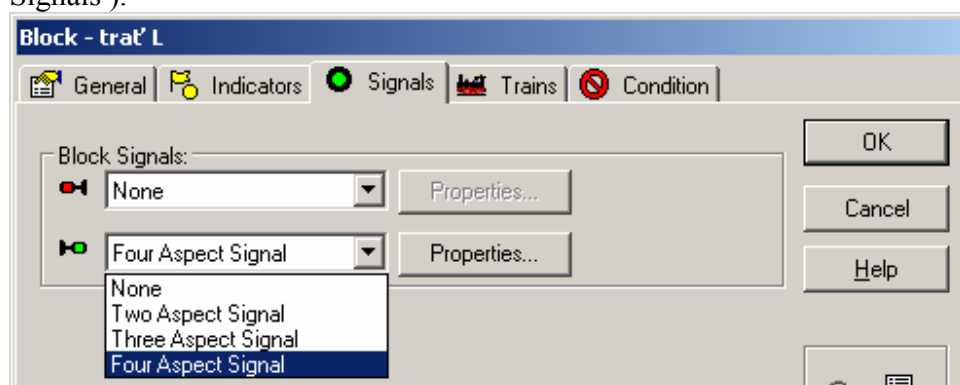 Signals ).
Block - trať L
General Indicators Signals Trains Condition
Block Signals:
None Properties...
Four Aspect Signal Properties...
None
Two Aspect Signal
Three Aspect Signal
Four Aspect Signal
OK
Cancel
Help